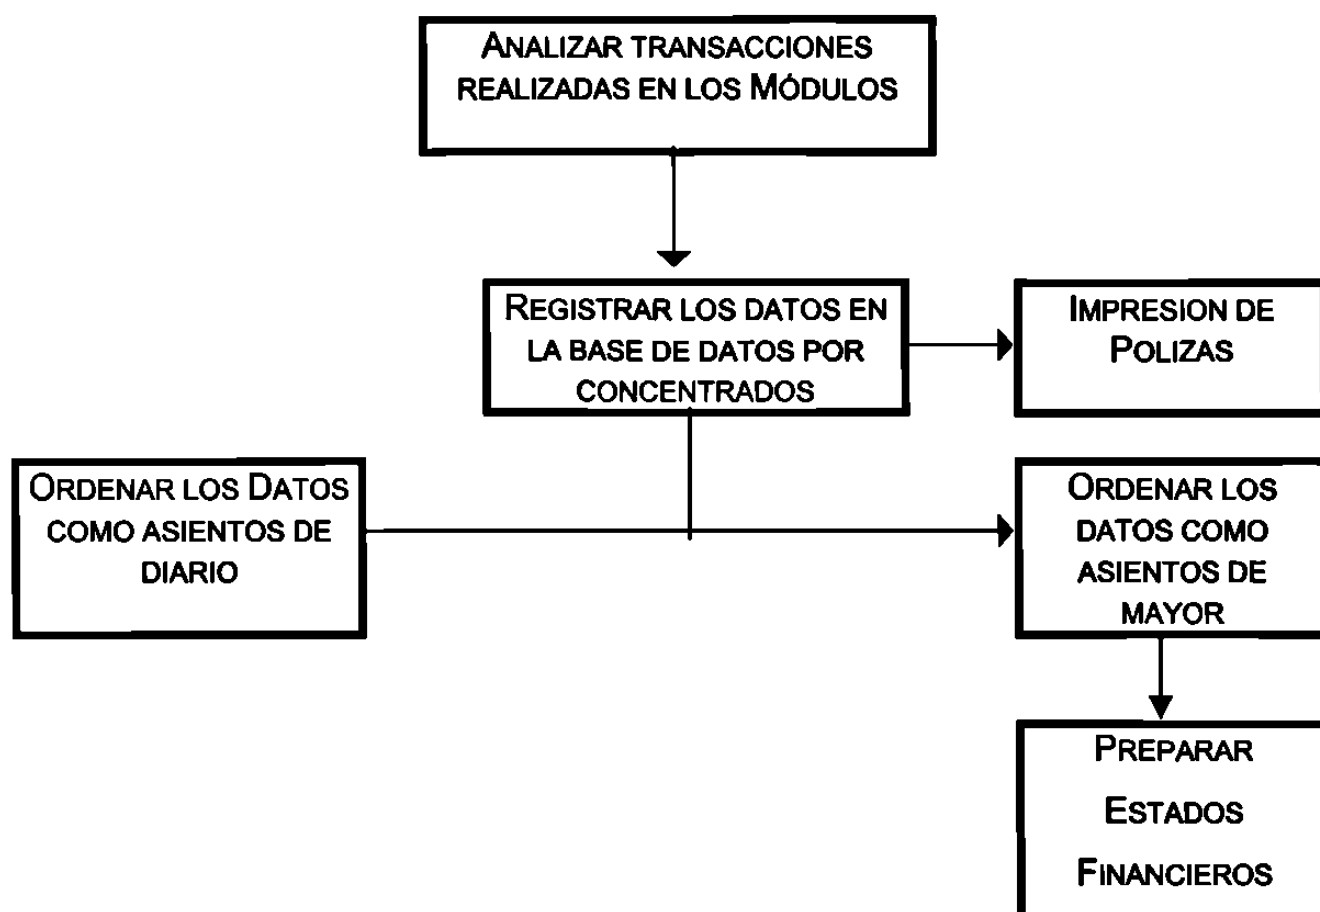 ANALIZAR TRANSACCIONES
REALIZADAS EN LOS MÓDULOS
REGISTRAR LOS DATOS EN
LA BASE DE DATOS POR
CONCENTRADOS
IMPRESION DE
POLIZAS
ORDENAR LOS DATOS
COMO ASIENTOS DE
DIARIO
ORDENAR LOS
DATOS COMO
ASIENTOS DE
MAYOR
PREPARAR
ESTADOS
FINANCIEROS